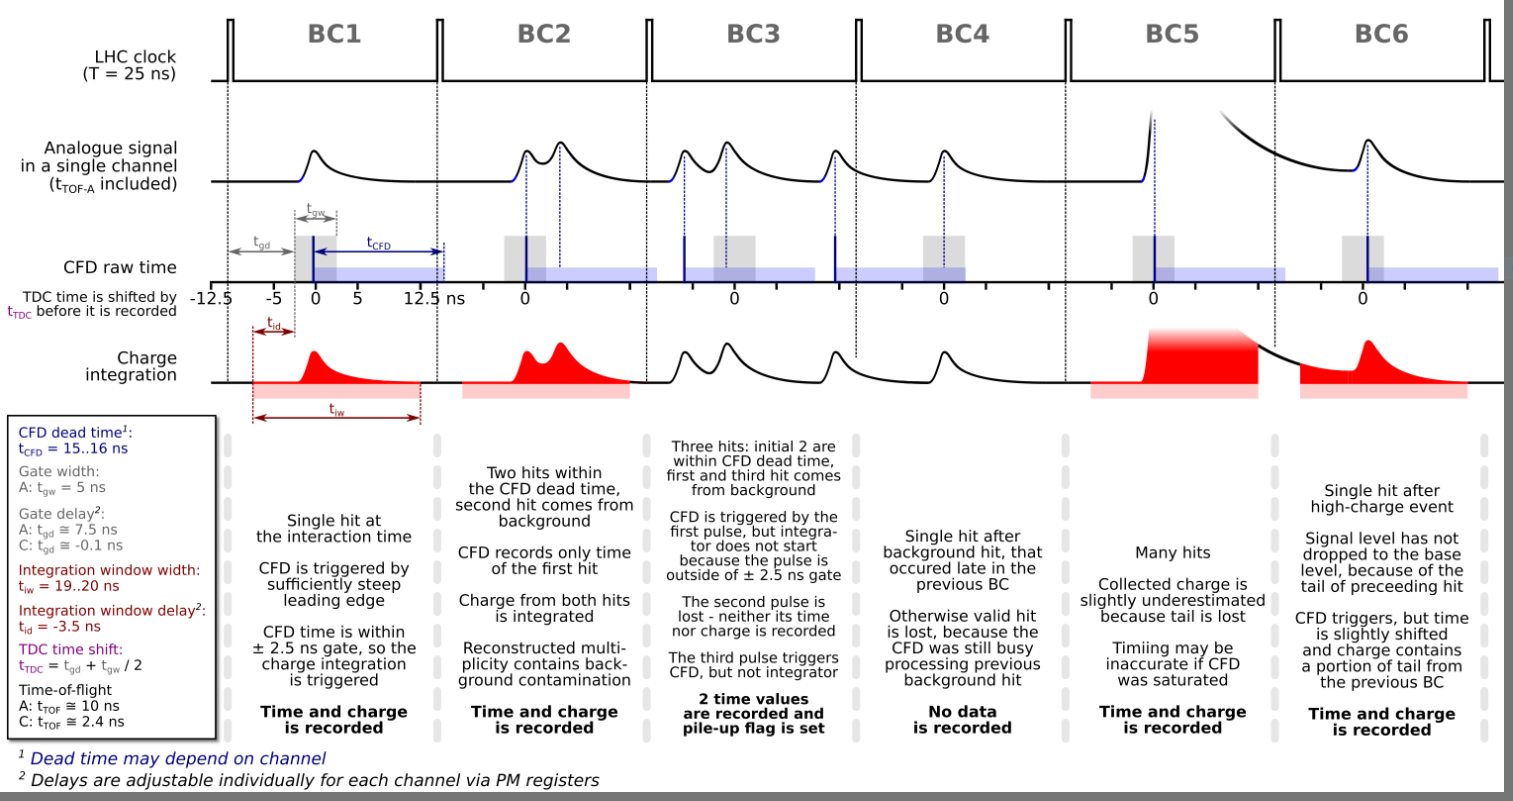 BC1
BC2
BC3
BC4
BC5
BC6
LHC clock
(T = 25 ns)
Analogue signal
in a single channel
(tTOF-A included)
tgw
tgd
tCFD
CFD raw time
TDC time is shifted by
tTDC before it is recorded
-12.5
-5
0
5
12.5 ns
0
0
0
0
0
tid
Charge
integration
tiw
CFD dead time1:
tCFD = 15..16 ns
Gate width:
A: tgw = 5 ns
Gate delay2:
A: tgd ≅ 7.5 ns
C: tgd ≅ -0.1 ns
Integration window width:
tiw = 19..20 ns
Integration window delay2:
tid = -3.5 ns
TDC time shift:
tTDC = tgd + tgw / 2
Time-of-flight
A: tTOF ≅ 10 ns
C: tTOF ≅ 2.4 ns
Single hit at
the interaction time
CFD is triggered by
sufficiently steep
leading edge
CFD time is within
± 2.5 ns gate, so the
charge integration
is triggered
Time and charge
is recorded
Two hits within
the CFD dead time,
second hit comes from
background
CFD records only time
of the first hit
Charge from both hits
is integrated
Reconstructed multi-
plicity contains back-
ground contamination
Time and charge
is recorded
Three hits: initial 2 are
within CFD dead time,
first and third hit comes
from background
CFD is triggered by the
first pulse, but integra-
tor does not start
because the pulse is
outside of ± 2.5 ns gate
The second pulse is
lost - neither its time
nor charge is recorded
The third pulse triggers
CFD, but not integrator
2 time values
are recorded and
pile-up flag is set
Single hit after
background hit, that
occured late in the
previous BC
Otherwise valid hit
is lost, because the
CFD was still busy
processing previous
background hit
No data
is recorded
Many hits
Collected charge is
slightly underestimated
because tail is lost
Timiing may be
inaccurate if CFD
was saturated
Time and charge
is recorded
Single hit after
high-charge event
Signal level has not
dropped to the base
level, because of the
tail of preceeding hit
CFD triggers, but time
is slightly shifted
and charge contains
a portion of tail from
the previous BC
Time and charge
is recorded
1 Dead time may depend on channel
2 Delays are adjustable individually for each channel via PM registers